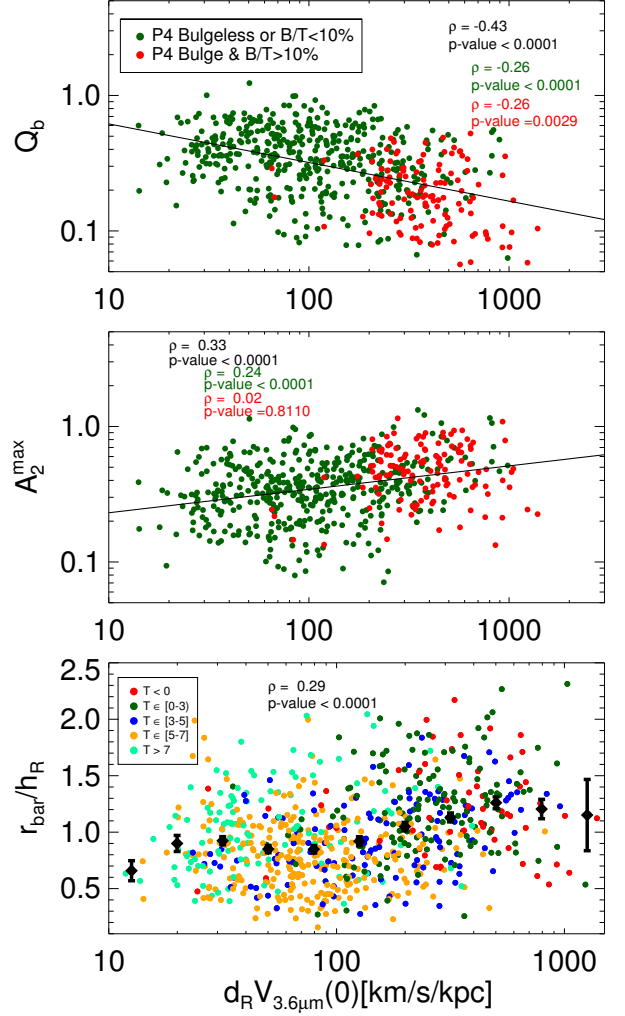 P4 Bulgeless or B/T<10%
P4 Bulge & B/T>10%
ρ = -0.43
p-value < 0.0001
ρ = -0.26
p-value < 0.0001
ρ = -0.26
p-value =0.0029
1.0
0.1
Q_b
10 100 1000
ρ = 0.33
p-value < 0.0001
ρ = 0.24
p-value < 0.0001
ρ = 0.02
p-value =0.8110
1.0
0.1
A_2^max
10 100 1000
T < 0
T ∈ [0-3)
T ∈ [3-5[
T ∈ [5-7]
T > 7
ρ = 0.29
p-value < 0.0001
2.5
2.0
1.5
1.0
0.5
r_bar/h_R
10 100 1000
d_R V_3.6μm(0)[km/s/kpc]